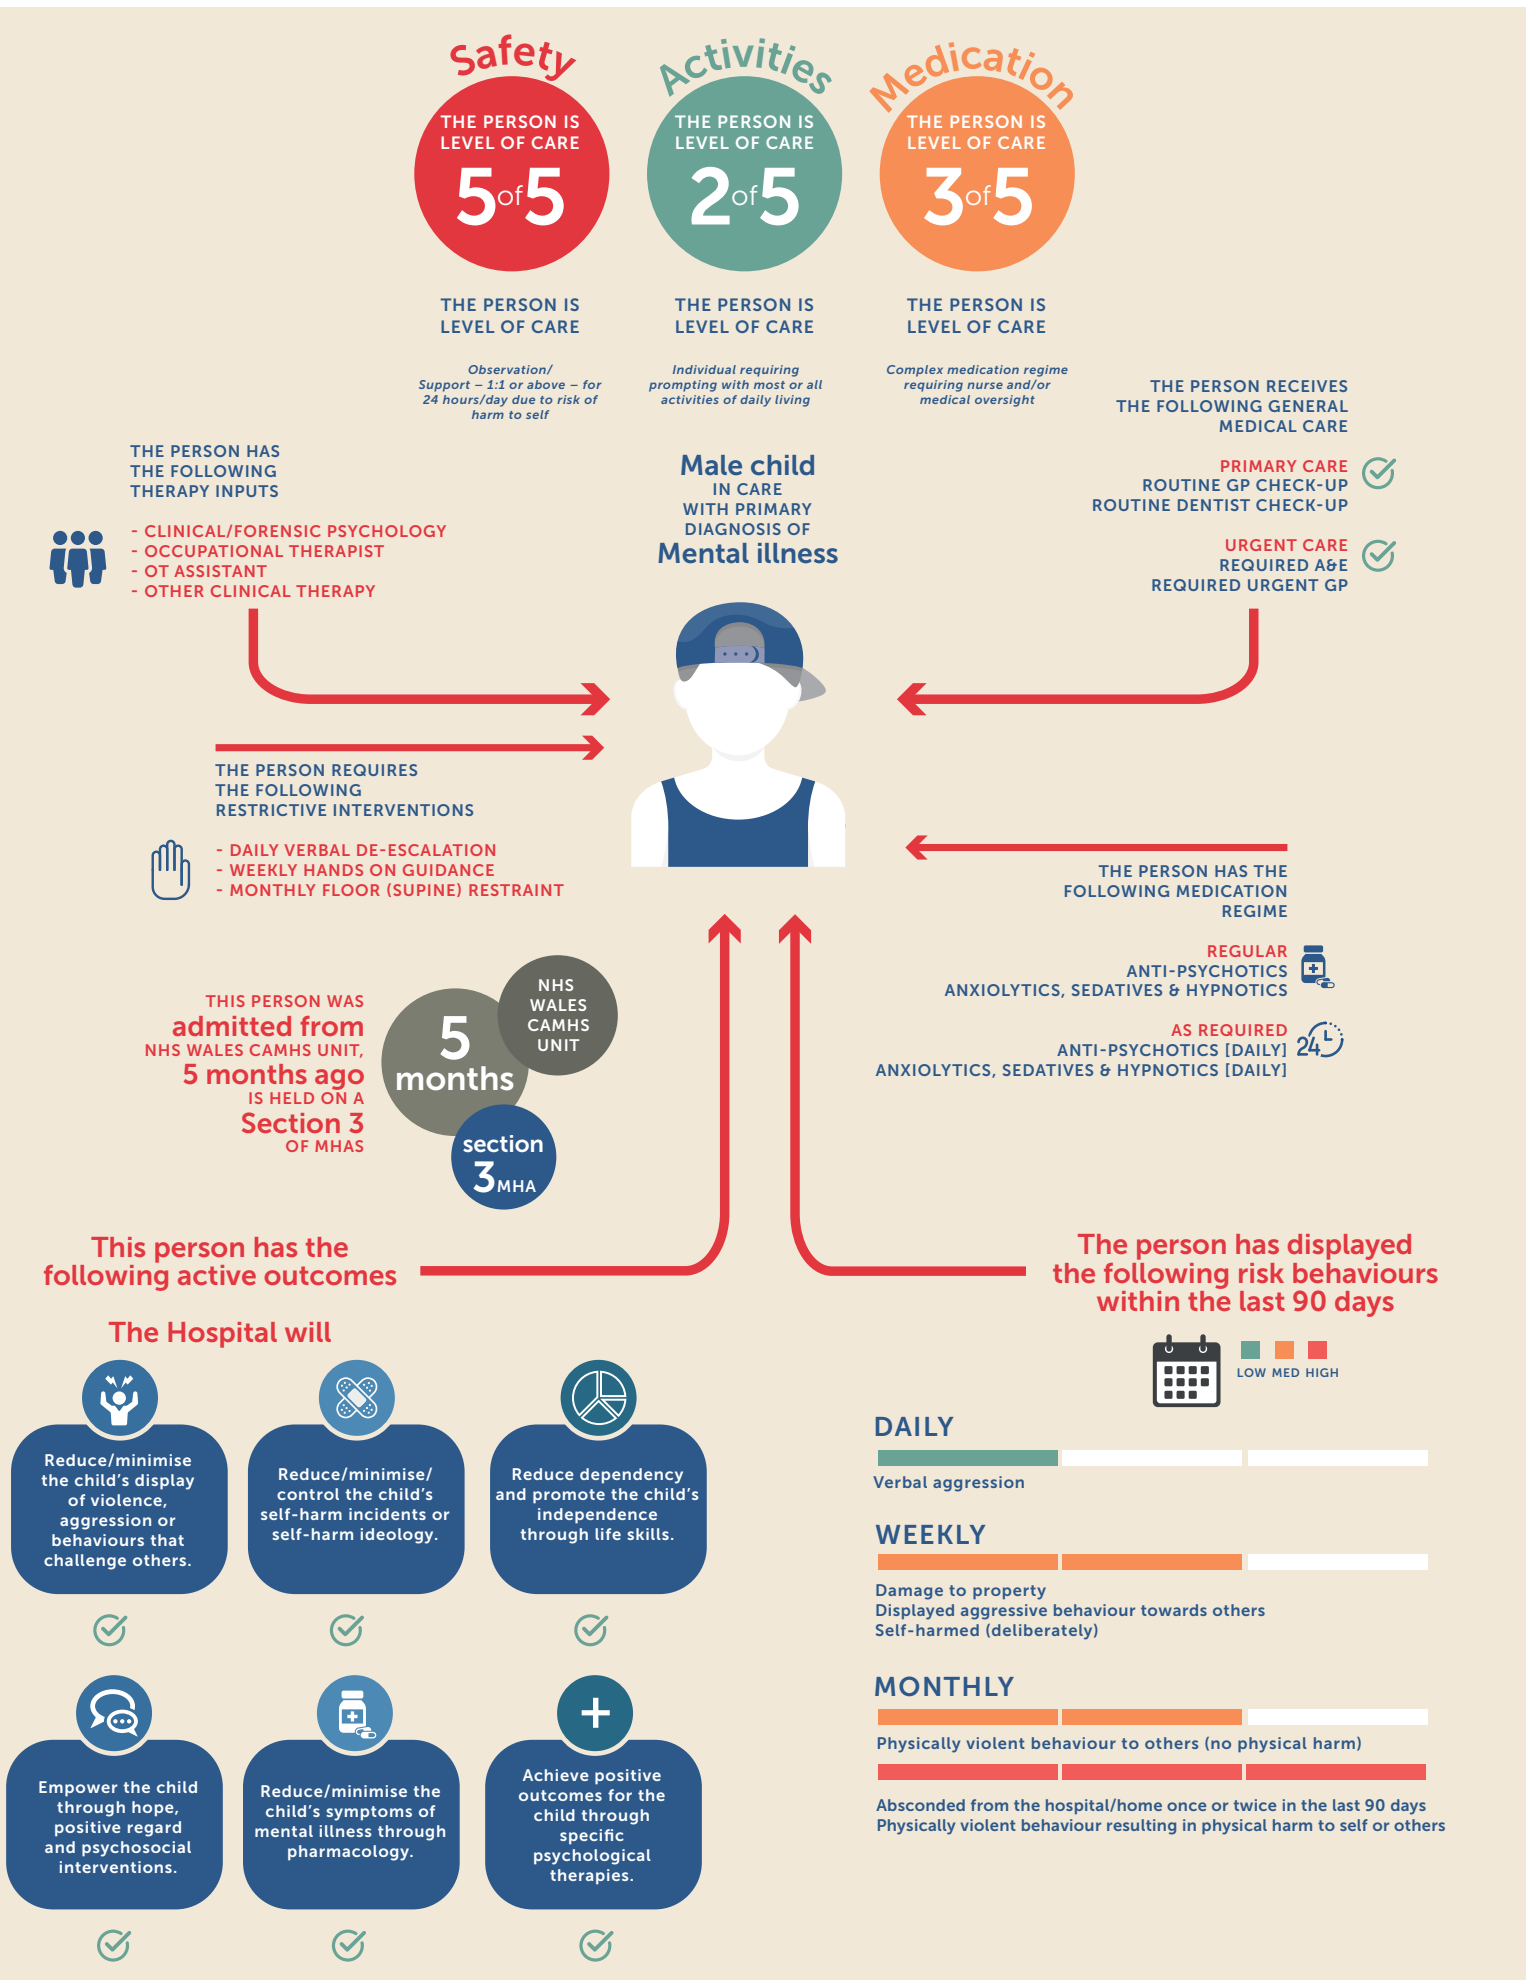 Safety
THE PERSON IS
LEVEL OF CARE
5of5
THE PERSON IS
LEVEL OF CARE
Observation/
Support – 1:1 or above – for
24 hours/day due to risk of
harm to self
Activities
THE PERSON IS
LEVEL OF CARE
2of5
THE PERSON IS
LEVEL OF CARE
Individual requiring
prompting with most or all
activities of daily living
Medication
THE PERSON IS
LEVEL OF CARE
3of5
THE PERSON IS
LEVEL OF CARE
Complex medication regime
requiring nurse and/or
medical oversight
THE PERSON HAS
THE FOLLOWING
THERAPY INPUTS
- CLINICAL/FORENSIC PSYCHOLOGY
- OCCUPATIONAL THERAPIST
- OT ASSISTANT
- OTHER CLINICAL THERAPY
Male child
IN CARE
WITH PRIMARY
DIAGNOSIS OF
Mental illness
THE PERSON RECEIVES
THE FOLLOWING GENERAL
MEDICAL CARE
PRIMARY CARE
ROUTINE GP CHECK-UP
ROUTINE DENTIST CHECK-UP
URGENT CARE
REQUIRED A&E
REQUIRED URGENT GP
THE PERSON REQUIRES
THE FOLLOWING
RESTRICTIVE INTERVENTIONS
- DAILY VERBAL DE-ESCALATION
- WEEKLY HANDS ON GUIDANCE
- MONTHLY FLOOR (SUPINE) RESTRAINT
THE PERSON HAS THE
FOLLOWING MEDICATION
REGIME
REGULAR
ANTI-PSYCHOTICS
ANXIOLYTICS, SEDATIVES & HYPNOTICS
AS REQUIRED
ANTI-PSYCHOTICS [DAILY]
ANXIOLYTICS, SEDATIVES & HYPNOTICS [DAILY]
24
THIS PERSON WAS
admitted from
NHS WALES CAMHS UNIT,
5 months ago
IS HELD ON A
Section 3
OF MHAS
5
months
NHS
WALES
CAMHS
UNIT
section
3 MHA
This person has the
following active outcomes
The Hospital will
Reduce/minimise
the child's display
of violence,
aggression or
behaviours that
challenge others.
Reduce/minimise/
control the child's
self-harm incidents or
self-harm ideology.
Reduce dependency
and promote the child's
independence
through life skills.
Empower the child
through hope,
positive regard
and psychosocial
interventions.
Reduce/minimise the
child's symptoms of
mental illness through
pharmacology.
Achieve positive
outcomes for the
child through
specific
psychological
therapies.
The person has displayed
the following risk behaviours
within the last 90 days
LOW MED HIGH
DAILY
Verbal aggression
WEEKLY
Damage to property
Displayed aggressive behaviour towards others
Self-harmed (deliberately)
MONTHLY
Physically violent behaviour to others (no physical harm)
Absconded from the hospital/home once or twice in the last 90 days
Physically violent behaviour resulting in physical harm to self or others